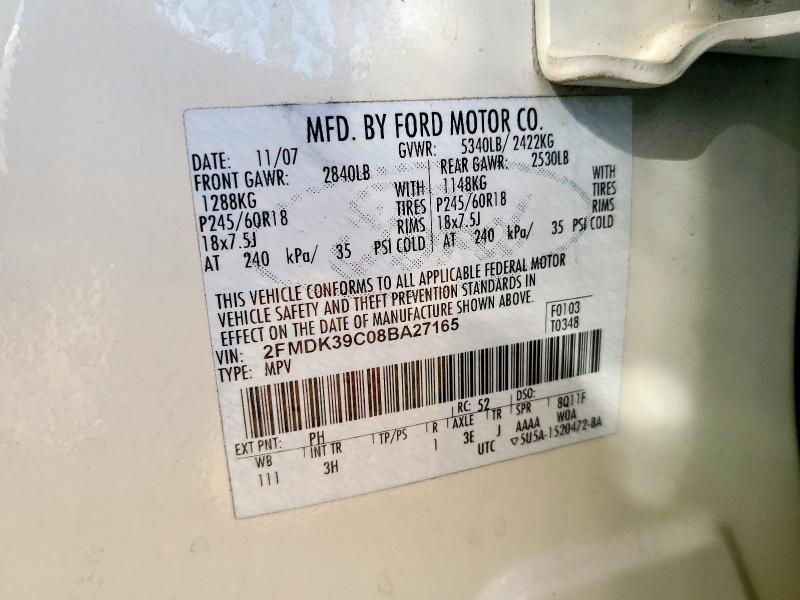 MFD. BY FORD MOTOR CO.
DATE: 11/07 GVWR: 5340LB/ 2422KG
FRONT GAWR: 2840LB REAR GAWR: 2530LB
1288KG WITH 1148KG WITH
P245/60R18 TIRES P245/60R18 TIRES
18x7.5J RIMS 18x7.5J RIMS
AT 240 kPa/ 35 PSI COLD AT 240 kPa/ 35 PSI COLD
THIS VEHICLE CONFORMS TO ALL APPLICABLE FEDERAL MOTOR
VEHICLE SAFETY AND THEFT PREVENTION STANDARDS IN
EFFECT ON THE DATE OF MANUFACTURE SHOWN ABOVE.
VIN: 2FMDK39C08BA27165 F0103
TYPE: MPV T0348
EXT PNT: PH RC: 52 DSO: 8Q11F
WB INT TR TP/PS R AXLE TR SPR AAAA W0A
111 3H 1 3E J
UTC ▽5U5A-1520472-BA